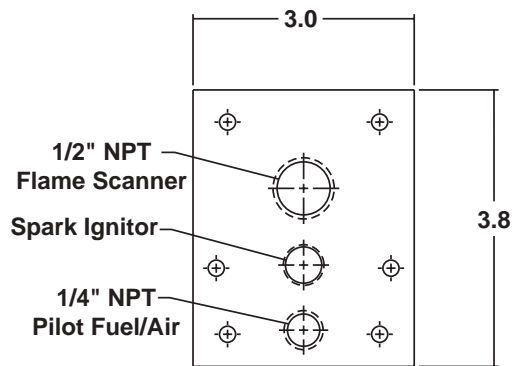 3.0
1/2" NPT
Flame Scanner
3.8
Spark Ignitor
1/4" NPT
Pilot Fuel/Air